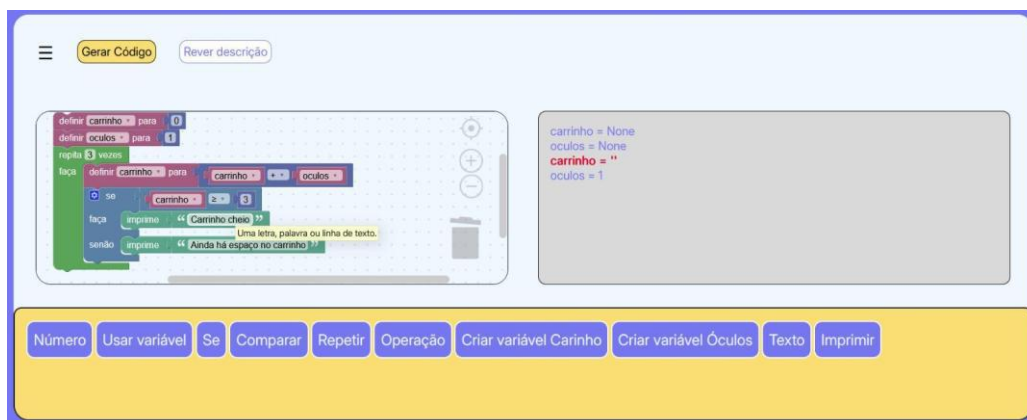 ☰ Gerar Código Rever descrição
definir carrinho para 0
definir oculos para 1
repita 3 vezes
faça definir carrinho para carrinho + oculos
se carrinho ≥ 3
faça imprime “ Carrinho cheio ”
Uma letra, palavra ou linha de texto.
senão imprime “ Ainda há espaço no carrinho ”
carrinho = None
oculos = None
carrinho = ''
oculos = 1
Número Usar variável Se Comparar Repetir Operação Criar variável Carinho Criar variável Óculos Texto Imprimir